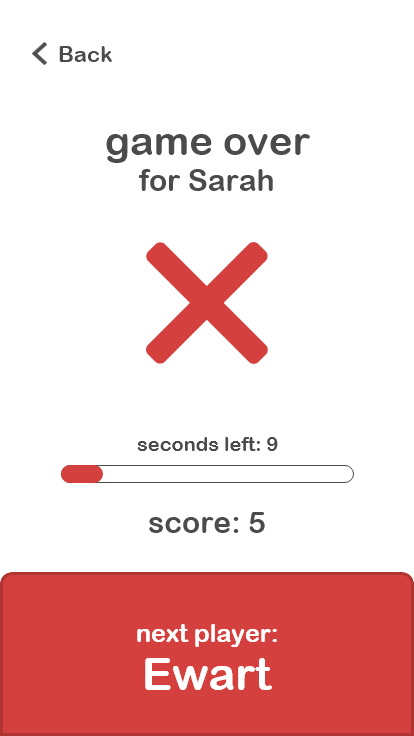 Back
game over
for Sarah
seconds left: 9
score: 5
next player:
Ewart